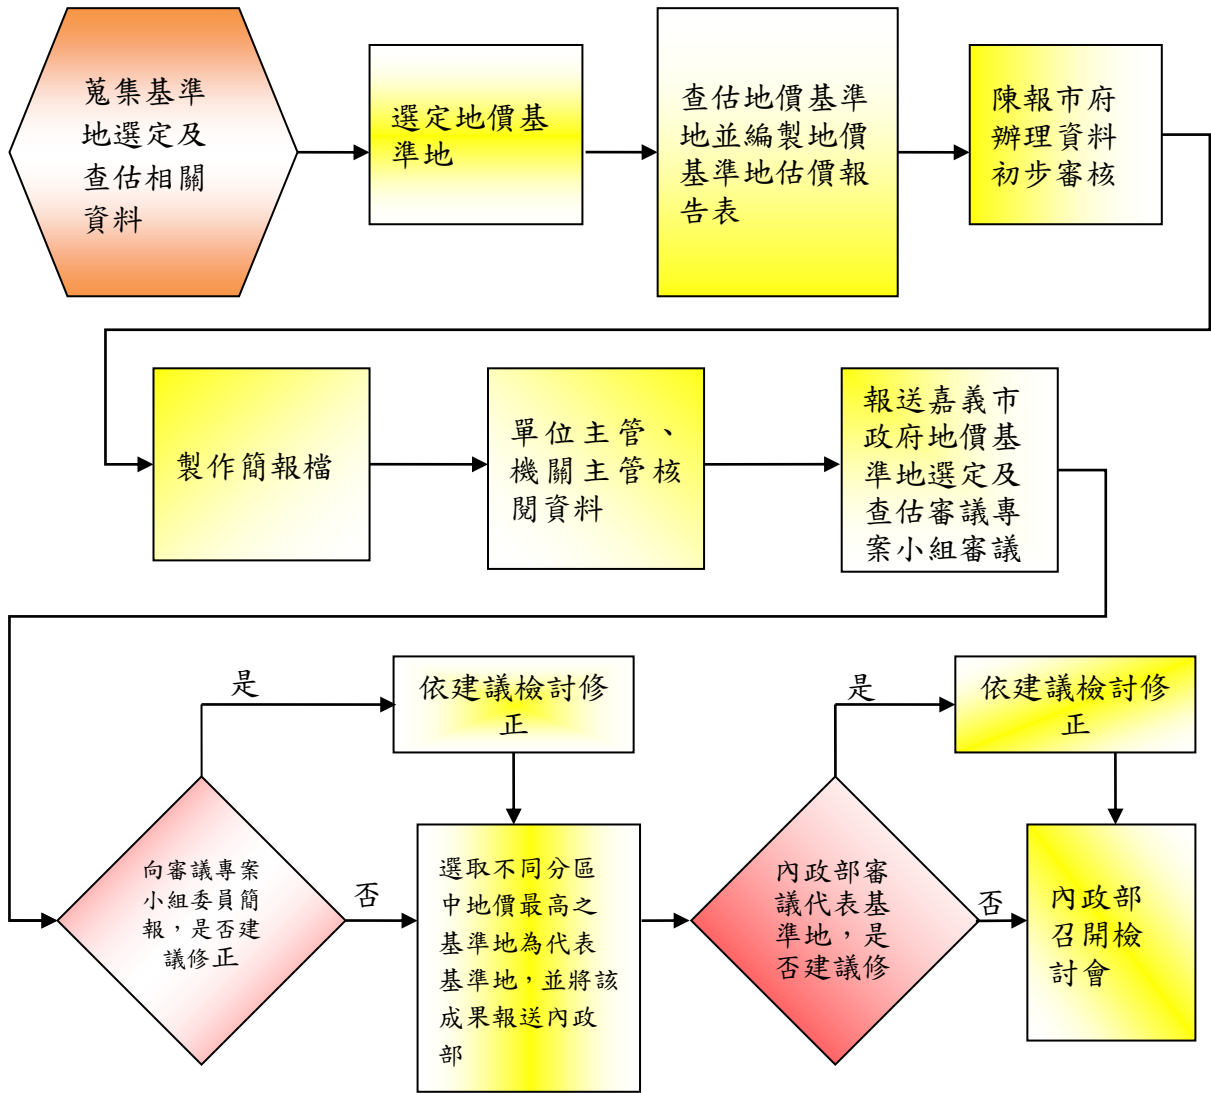 蒐集基準
地選定及
查估相關
資料
選定地價基
準地
查估地價基準
地並編製地價
基準地估價報
告表
陳報市府
辦理資料
初步審核
製作簡報檔
單位主管、
機關主管核
閱資料
報送嘉義市
政府地價基
準地選定及
查估審議專
案小組審議
向審議專案
小組委員簡
報，是否建
議修正
是
依建議檢討修
正
否
選取不同分區
中地價最高之
基準地為代表
基準地，並將該
成果報送內政
部
內政部審
議代表基
準地，是
否建議修
是
依建議檢討修
正
否
內政部
召開檢
討會